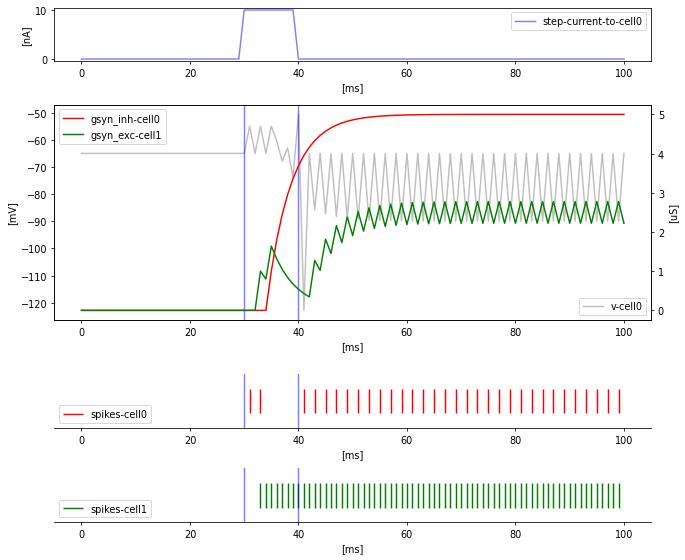 10
0
[nA]
step-current-to-cell0
0 20 40 60 80 100
[ms]
−50
−60
−70
−80
−90
−100
−110
−120
[mV]
gsyn_inh-cell0
gsyn_exc-cell1
5
4
3
2
1
0
[uS]
v-cell0
0 20 40 60 80 100
[ms]
spikes-cell0
0 20 40 60 80 100
[ms]
spikes-cell1
0 20 40 60 80 100
[ms]